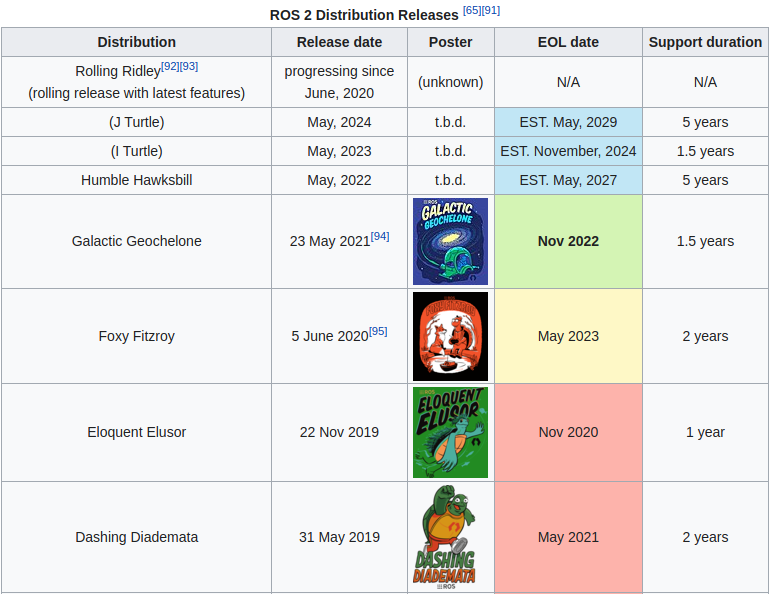 ROS 2 Distribution Releases [65][91]
Distribution Release date Poster EOL date Support duration
Rolling Ridley[92][93]
(rolling release with latest features)
progressing since
June, 2020
(unknown) N/A N/A
(J Turtle) May, 2024 t.b.d. EST. May, 2029 5 years
(I Turtle) May, 2023 t.b.d. EST. November, 2024 1.5 years
Humble Hawksbill May, 2022 t.b.d. EST. May, 2027 5 years
Galactic Geochelone 23 May 2021[94]
ROS
GALACTIC
GEOCHELONE
Nov 2022 1.5 years
Foxy Fitzroy 5 June 2020[95] May 2023 2 years
Eloquent Elusor 22 Nov 2019
ROS
ELOQUENT
ELUSOR
Nov 2020 1 year
Dashing Diademata 31 May 2019
DASHING
DIADEMATA
ROS
May 2021 2 years